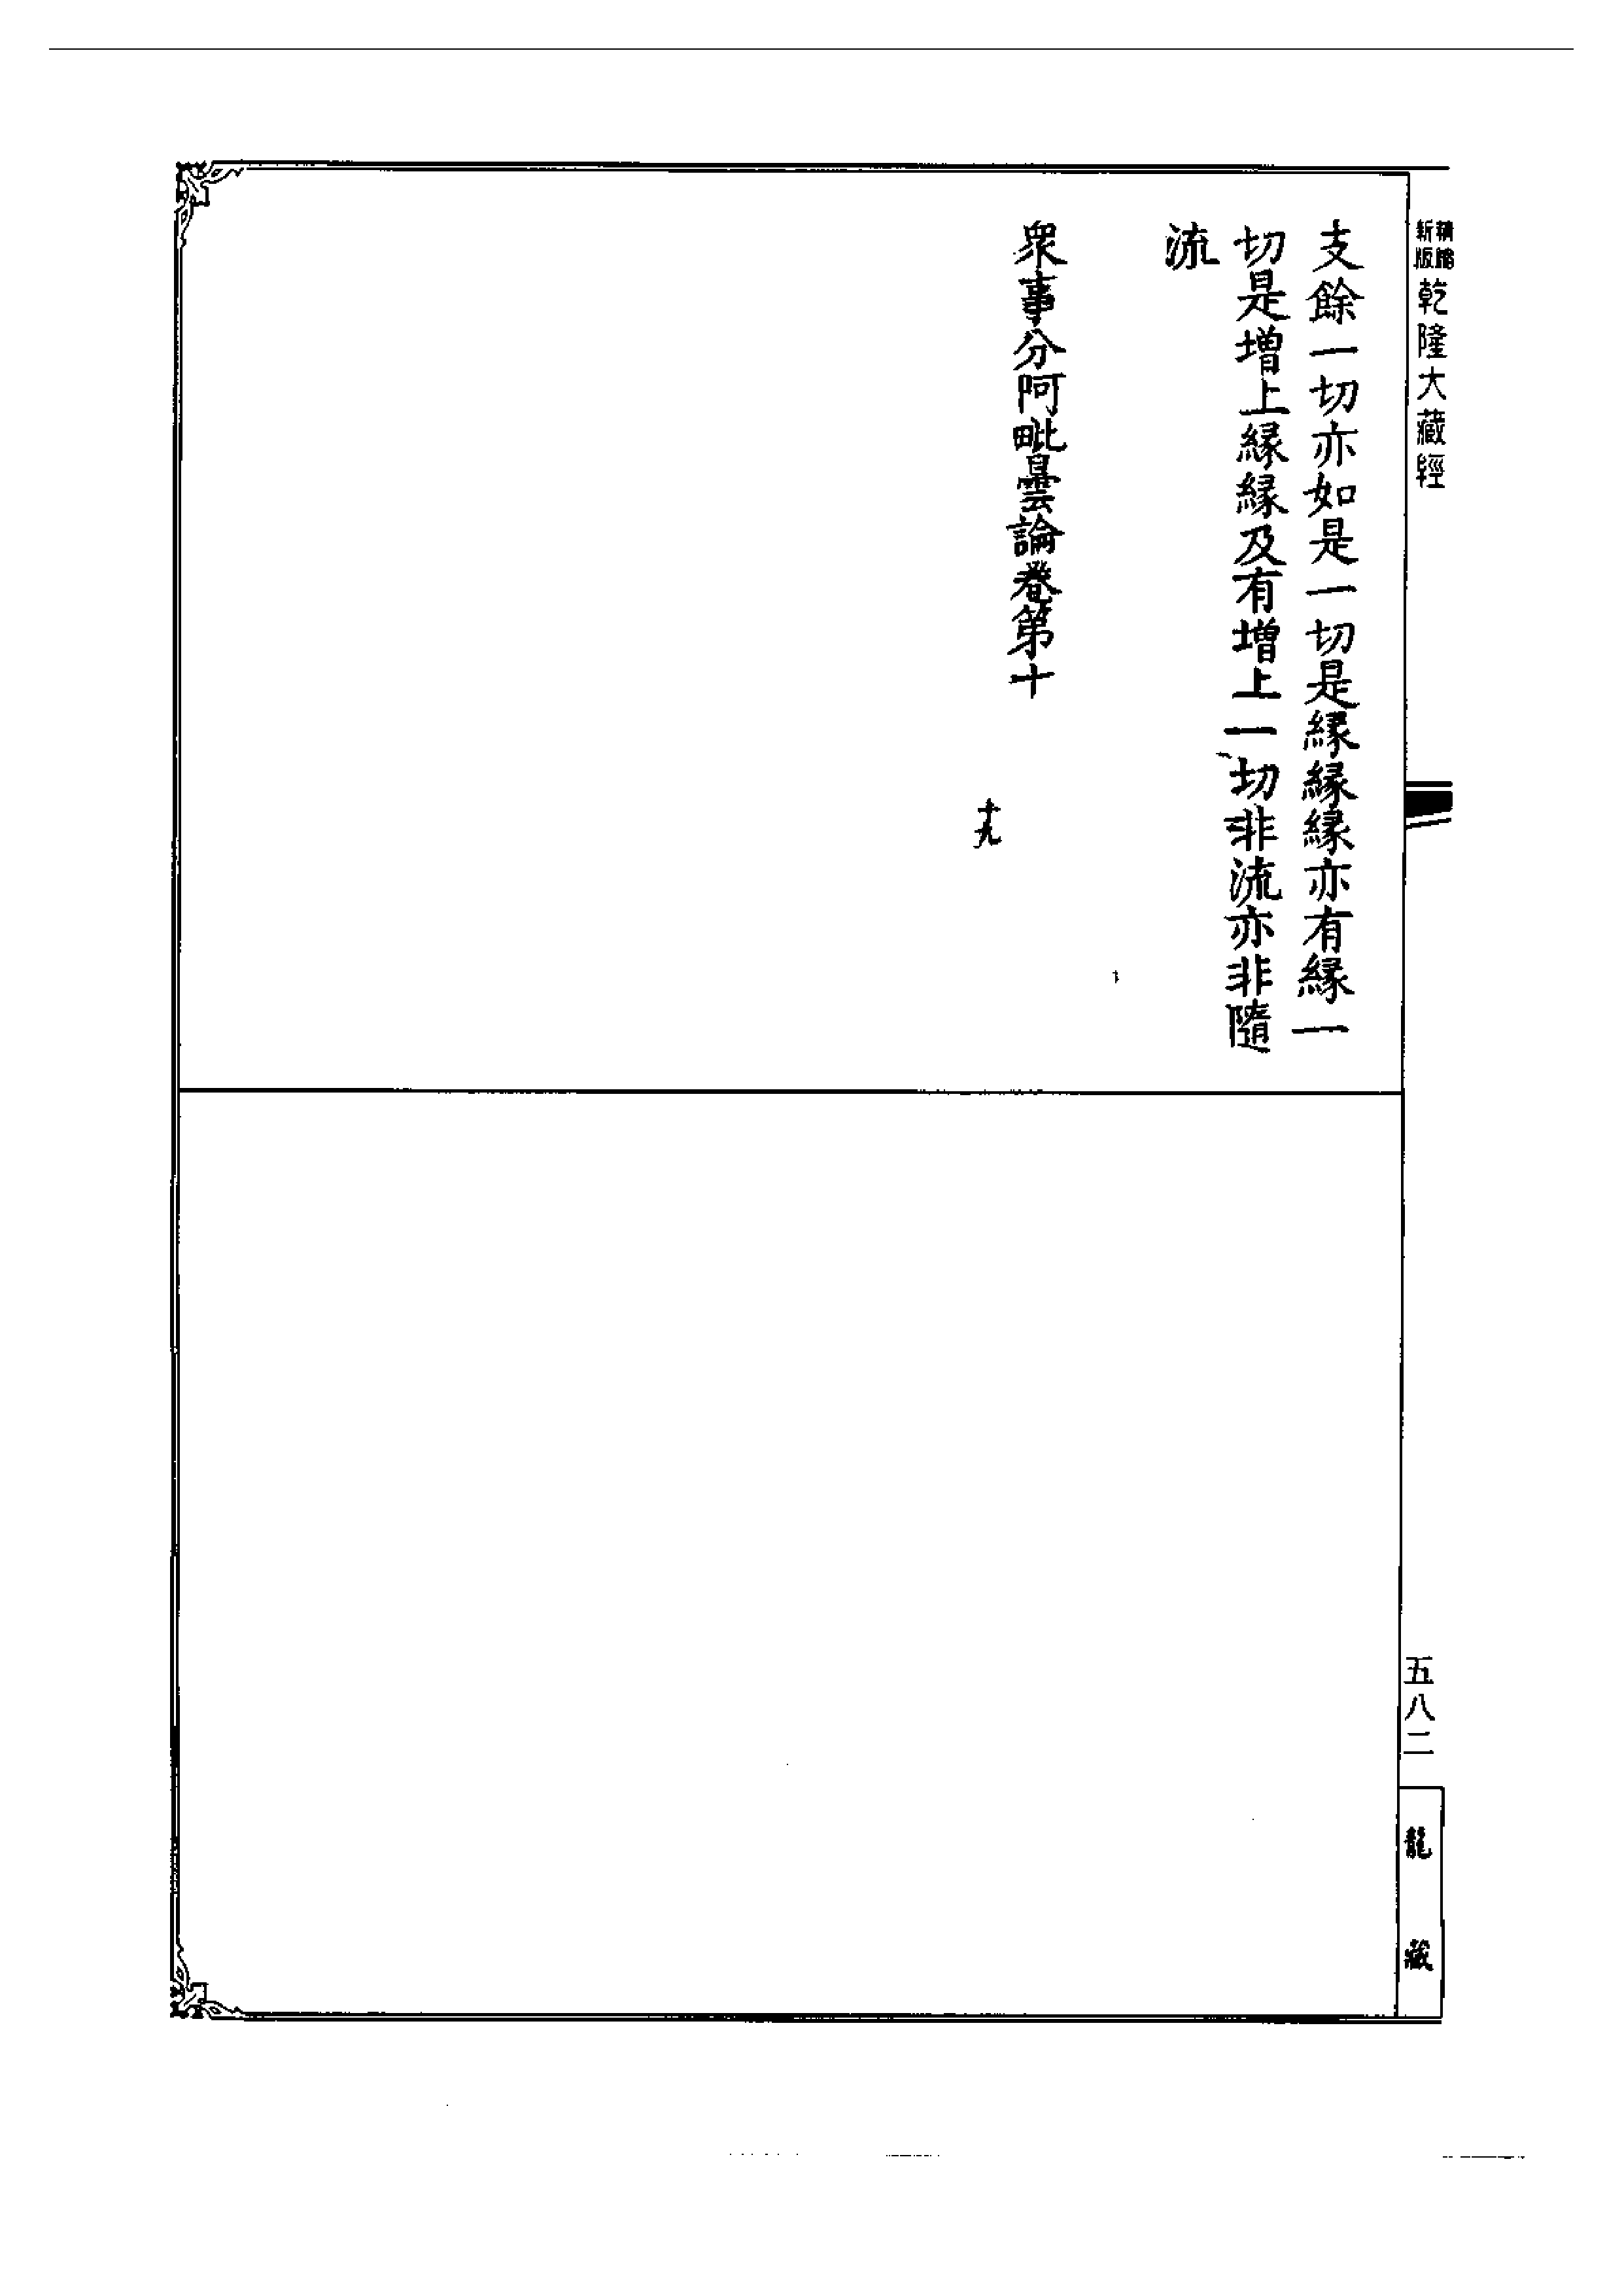 新版
乾隆大藏經
支餘一切亦如是一切是緣緣緣亦有緣一
切是增上緣緣及有增上一切非流亦非隨
流
衆事分阿毗曇論卷第十
十九
五八二
龍藏